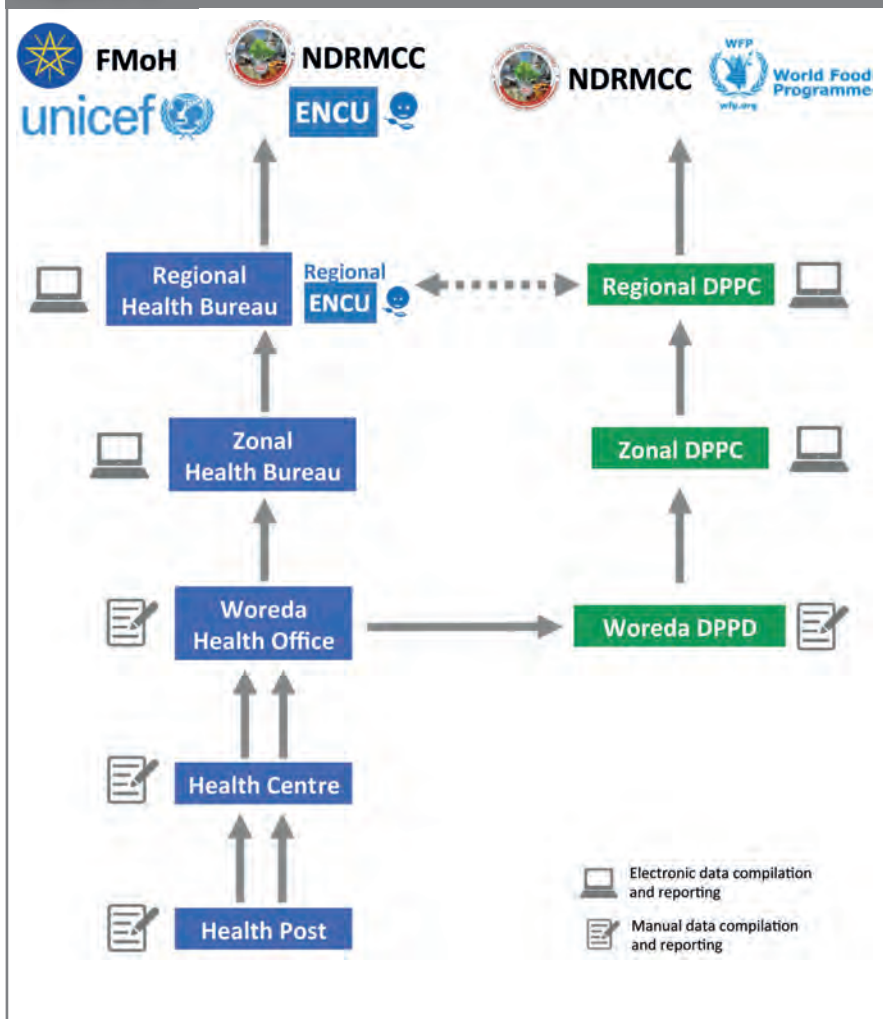 FMoH
unicef
NDRMCC
ENCU
NDRMCC
WFP
wfp.org
World Food
Programme
Regional
Health Bureau
Regional
ENCU
Regional DPPC
Zonal
Health Bureau
Zonal DPPC
Woreda
Health Office
Woreda DPPD
Health Centre
Health Post
Electronic data compilation
and reporting
Manual data compilation
and reporting